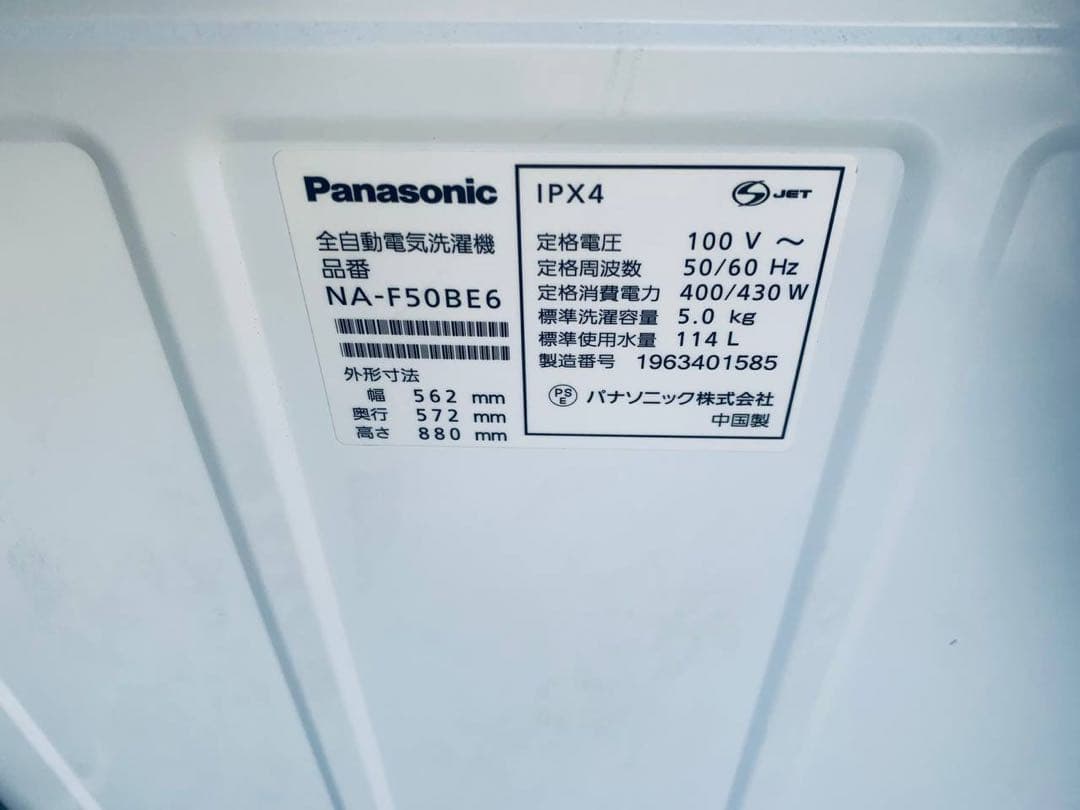 Panasonic
全自動電気洗濯機
品番
NA-F50BE6
外形寸法
幅 562 mm
奥行 572 mm
高さ 880 mm
IPX4
S JET
定格電圧 100 V ～
定格周波数 50/60 Hz
定格消費電力 400/430 W
標準洗濯容量 5.0 kg
標準使用水量 114 L
製造番号 1963401585
PSE パナソニック株式会社
中国製